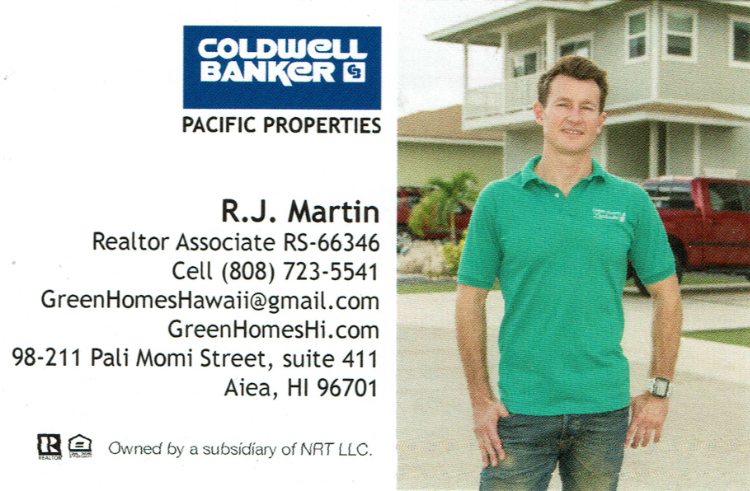 COLDWELL
BANKER CB
PACIFIC PROPERTIES
R.J. Martin
Realtor Associate RS-66346
Cell (808) 723-5541
GreenHomesHawaii@gmail.com
GreenHomesHi.com
98-211 Pali Momi Street, suite 411
Aiea, HI 96701
R
REALTOR
Owned by a subsidiary of NRT LLC.